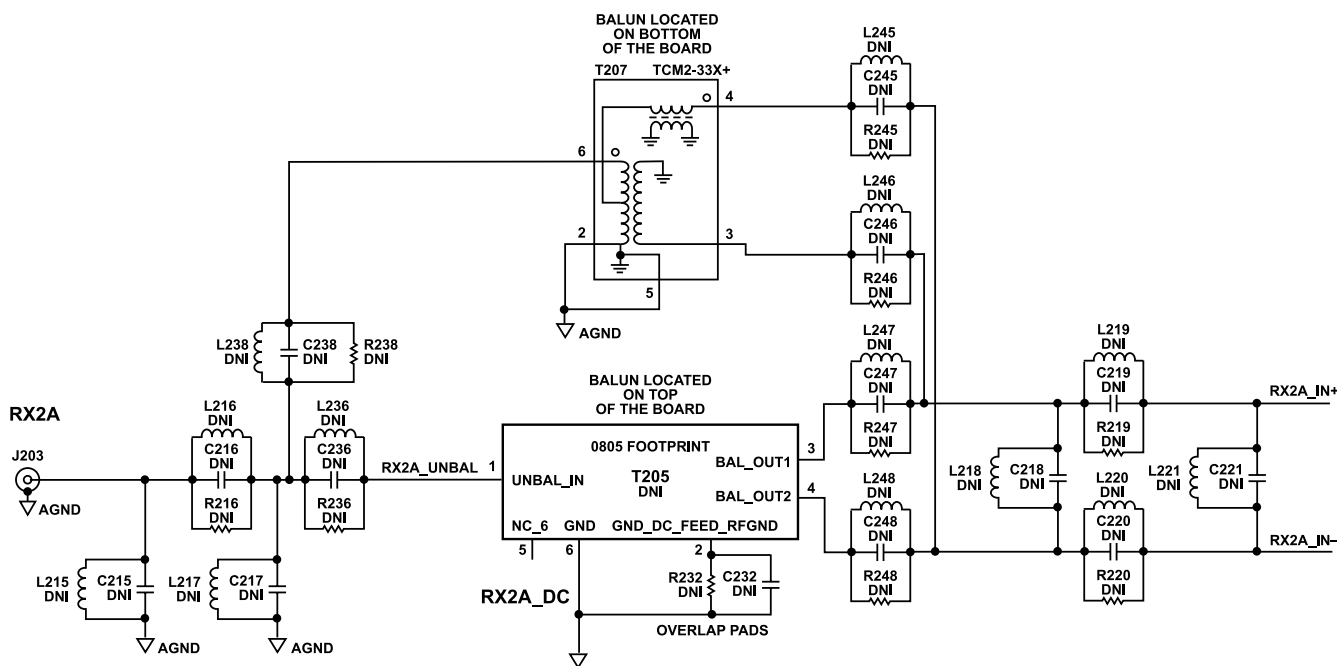 BALUN LOCATED
ON BOTTOM
OF THE BOARD
T207 TCM2-33X+
4
6
2
3
5
AGND
L245
DNI
C245
DNI
R245
DNI
L246
DNI
C246
DNI
R246
DNI
L238
DNI
C238
DNI
R238
DNI
RX2A
J203
AGND
L216
DNI
C216
DNI
R216
DNI
L236
DNI
C236
DNI
R236
DNI
L215
DNI
C215
DNI
AGND
L217
DNI
C217
DNI
AGND
RX2A_UNBAL
1
BALUN LOCATED
ON TOP
OF THE BOARD
0805 FOOTPRINT
T205
DNI
UNBAL_IN
BAL_OUT1
BAL_OUT2
NC_6
GND
GND_DC_FEED_RFGND
3
4
5
6
2
RX2A_DC
R232
DNI
C232
DNI
OVERLAP PADS
L247
DNI
C247
DNI
R247
DNI
L248
DNI
C248
DNI
R248
DNI
L218
DNI
C218
DNI
L219
DNI
C219
DNI
R219
DNI
L220
DNI
C220
DNI
R220
DNI
L221
DNI
C221
DNI
RX2A_IN+
RX2A_IN–